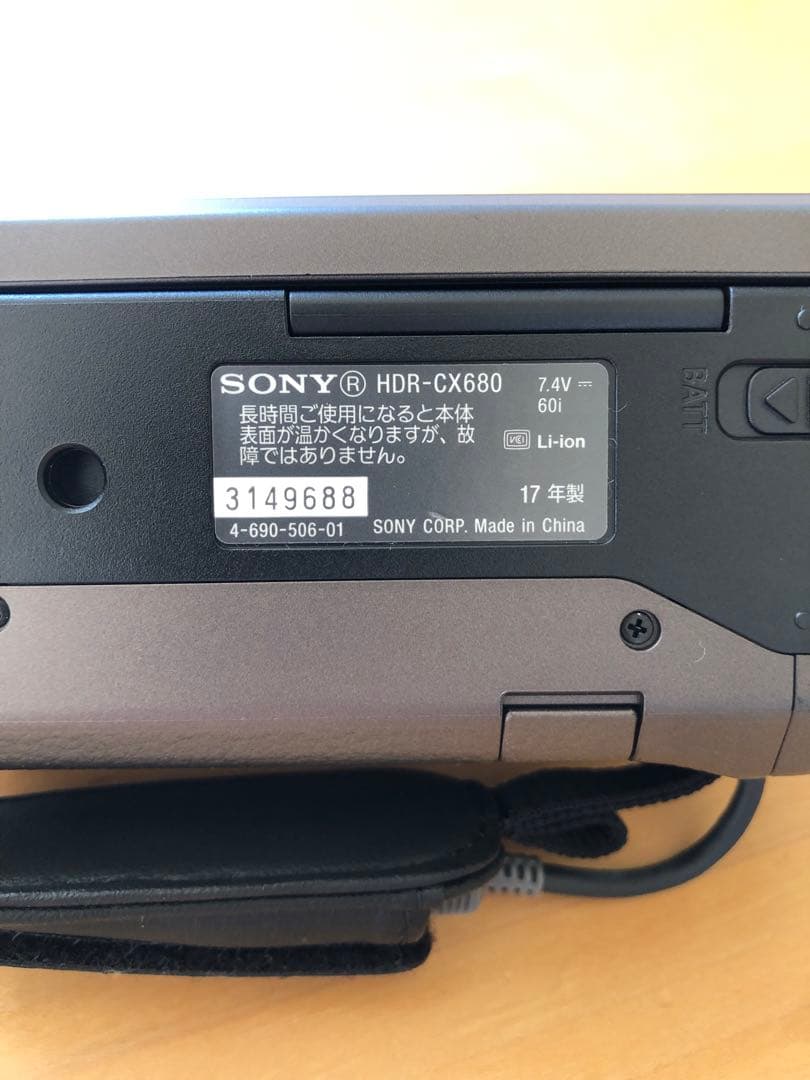 SONY® HDR-CX680 7.4V ⎓
60i
長時間ご使用になると本体
表面が温かくなりますが、故
障ではありません。
VCI Li-ion
3149688 17 年製
4-690-506-01 SONY CORP. Made in China
BATT